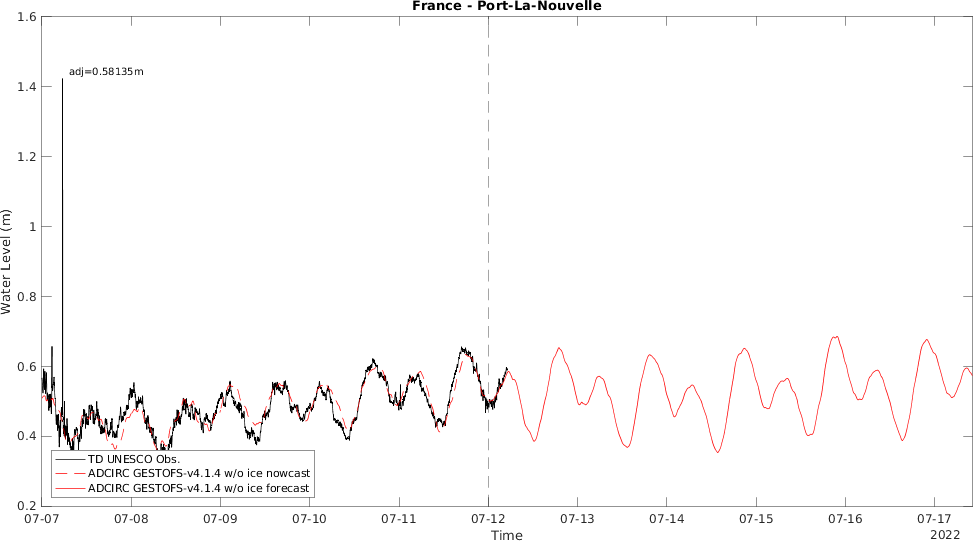 France - Port-La-Nouvelle
adj=0.58135m
Water Level (m)
1.6
1.4
1.2
1
0.8
0.6
0.4
0.2
TD UNESCO Obs.
ADCIRC GESTOFS-v4.1.4 w/o ice nowcast
ADCIRC GESTOFS-v4.1.4 w/o ice forecast
07-07 07-08 07-09 07-10 07-11 07-12 07-13 07-14 07-15 07-16 07-17
Time
2022